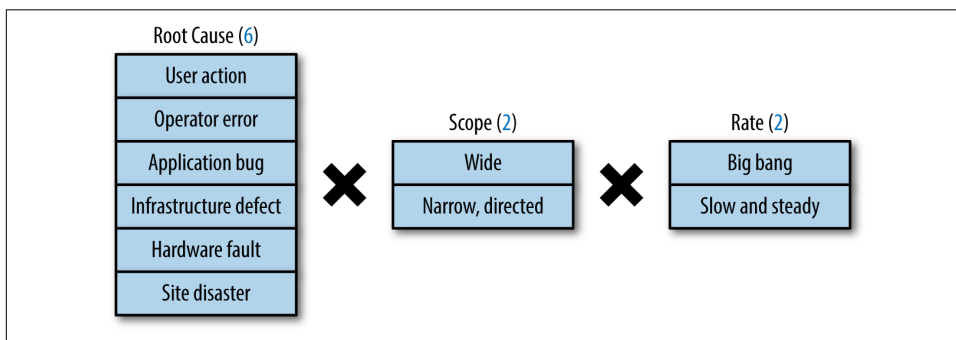 Root Cause (6)
User action
Operator error
Application bug
Infrastructure defect
Hardware fault
Site disaster
Scope (2)
Wide
Narrow, directed
Rate (2)
Big bang
Slow and steady